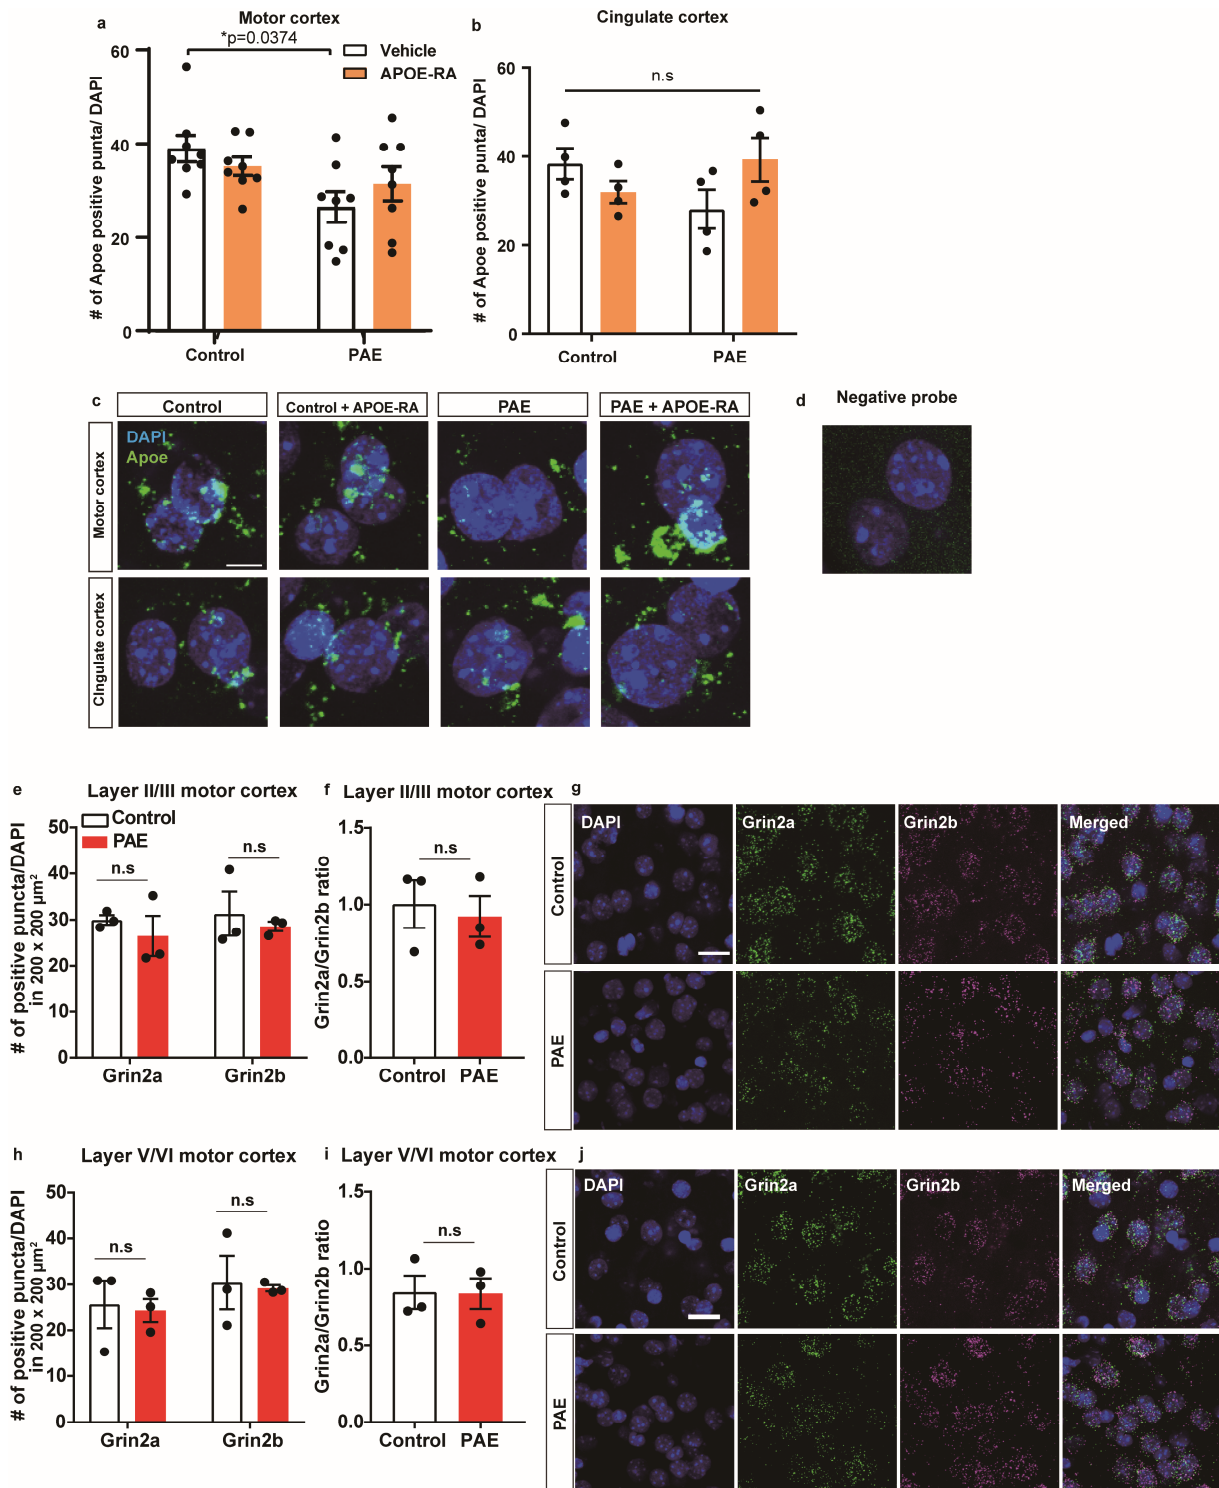 a
Motor cortex
*p=0.0374
Vehicle
APOE-RA
# of Apoe positive punta/ DAPI
60
40
20
0
Control
PAE
b
Cingulate cortex
n.s
# of Apoe positive punta/ DAPI
60
40
20
0
Control
PAE
c
Control
Control + APOE-RA
PAE
PAE + APOE-RA
Motor cortex
DAPI
Apoe
CIngulate cortex
d
Negative probe
e
Layer II/III motor cortex
Control
PAE
# of positive puncta/DAPI
in 200 x 200 µm²
50
40
30
20
10
0
n.s
n.s
Grin2a
Grin2b
f
Layer II/III motor cortex
Grin2a/Grin2b ratio
1.5
1.0
0.5
0.0
n.s
Control
PAE
g
Control
DAPI
Grin2a
Grin2b
Merged
PAE
h
Layer V/VI motor cortex
# of positive puncta/DAPI
in 200 x 200 µm²
50
40
30
20
10
0
n.s
n.s
Grin2a
Grin2b
i
Layer V/VI motor cortex
Grin2a/Grin2b ratio
1.5
1.0
0.5
0.0
n.s
Control
PAE
j
Control
DAPI
Grin2a
Grin2b
Merged
PAE